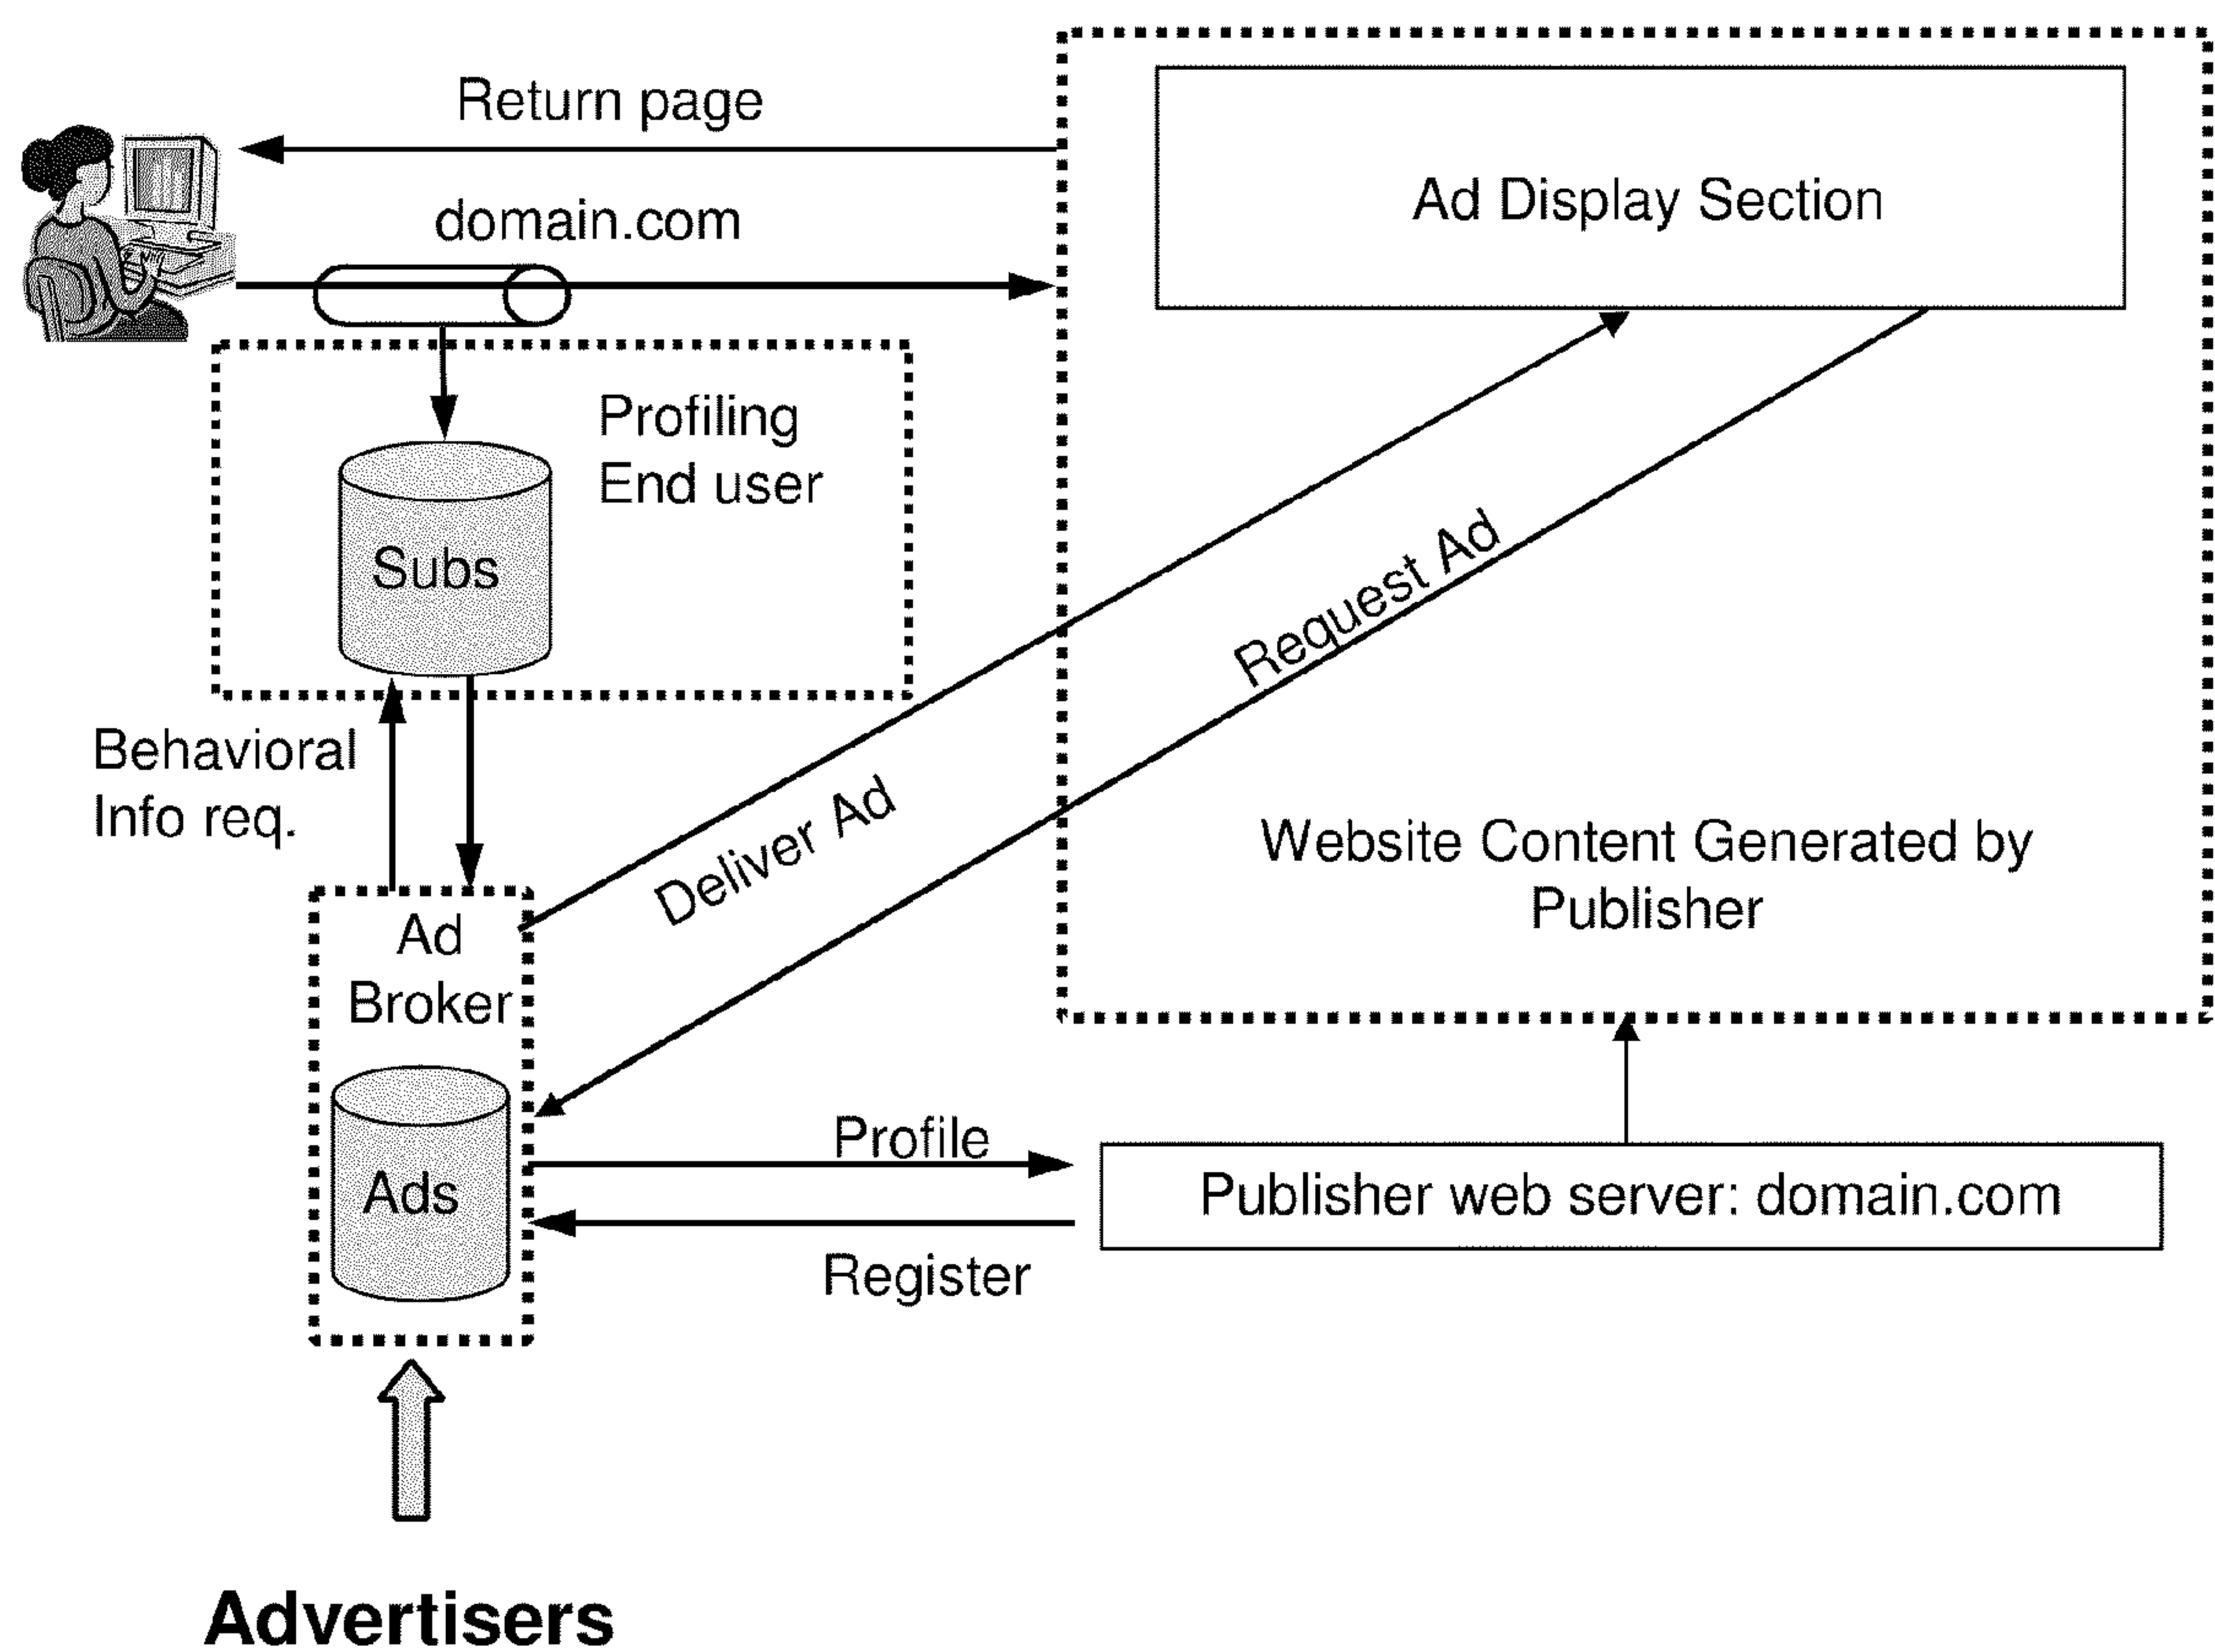 Return page
domain.com
Ad Display Section
Profiling
End user
Subs
Request Ad
Behavioral
Info req.
Deliver Ad
Website Content Generated by
Publisher
Ad
Broker
Ads
Profile
Register
Publisher web server: domain.com
Advertisers